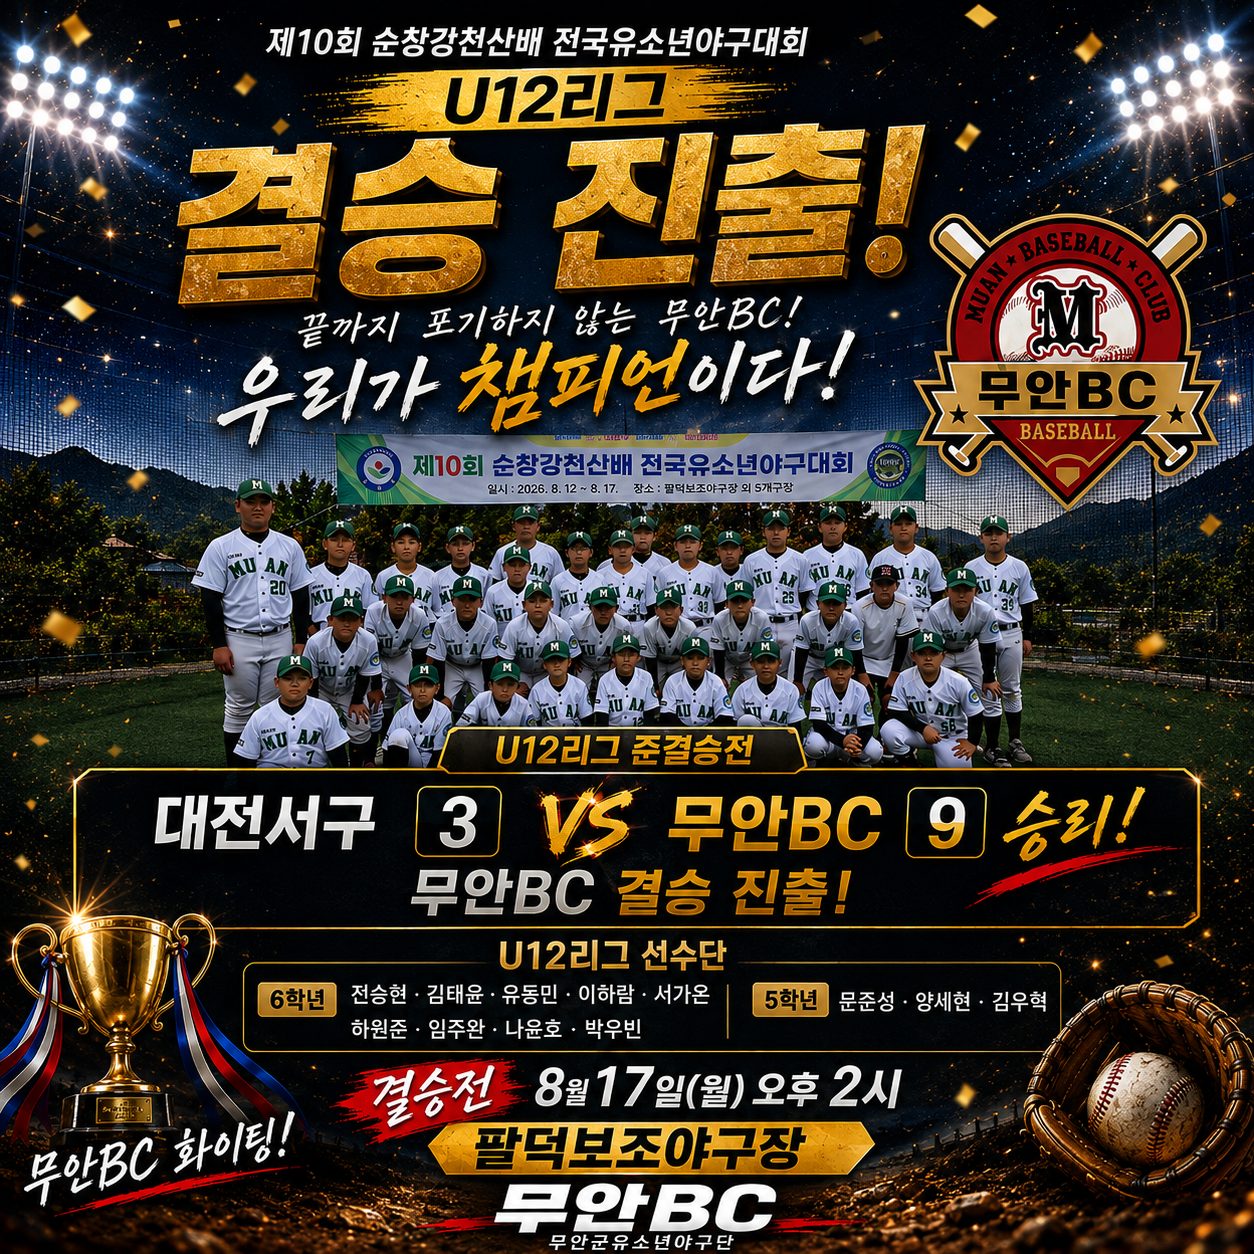 제10회 순창강천산배 전국유소년야구대회
U12리그
결승 진출!
끝까지 포기하지 않는 무안BC!
우리가 챔피언이다!
MUAN ★ BASEBALL ★ CLUB
M
무안BC
BASEBALL
제10회 순창강천산배 전국유소년야구대회
일시 : 2026. 8. 12 ~ 8. 17. 장소 : 팔덕보조야구장 외 5개구장
MUAN
20
25
34
39
33
7
12
58
U12리그 준결승전
대전서구 3 VS 무안BC 9 승리!
무안BC 결승 진출!
U12리그 선수단
6학년 전승현 · 김태윤 · 유동민 · 이하람 · 서가온
하원준 · 임주완 · 나윤호 · 박우빈
5학년 문준성 · 양세현 · 김우혁
결승전 8월 17일(월) 오후 2시
팔덕보조야구장
무안BC 화이팅!
무안BC
무안군유소년야구단